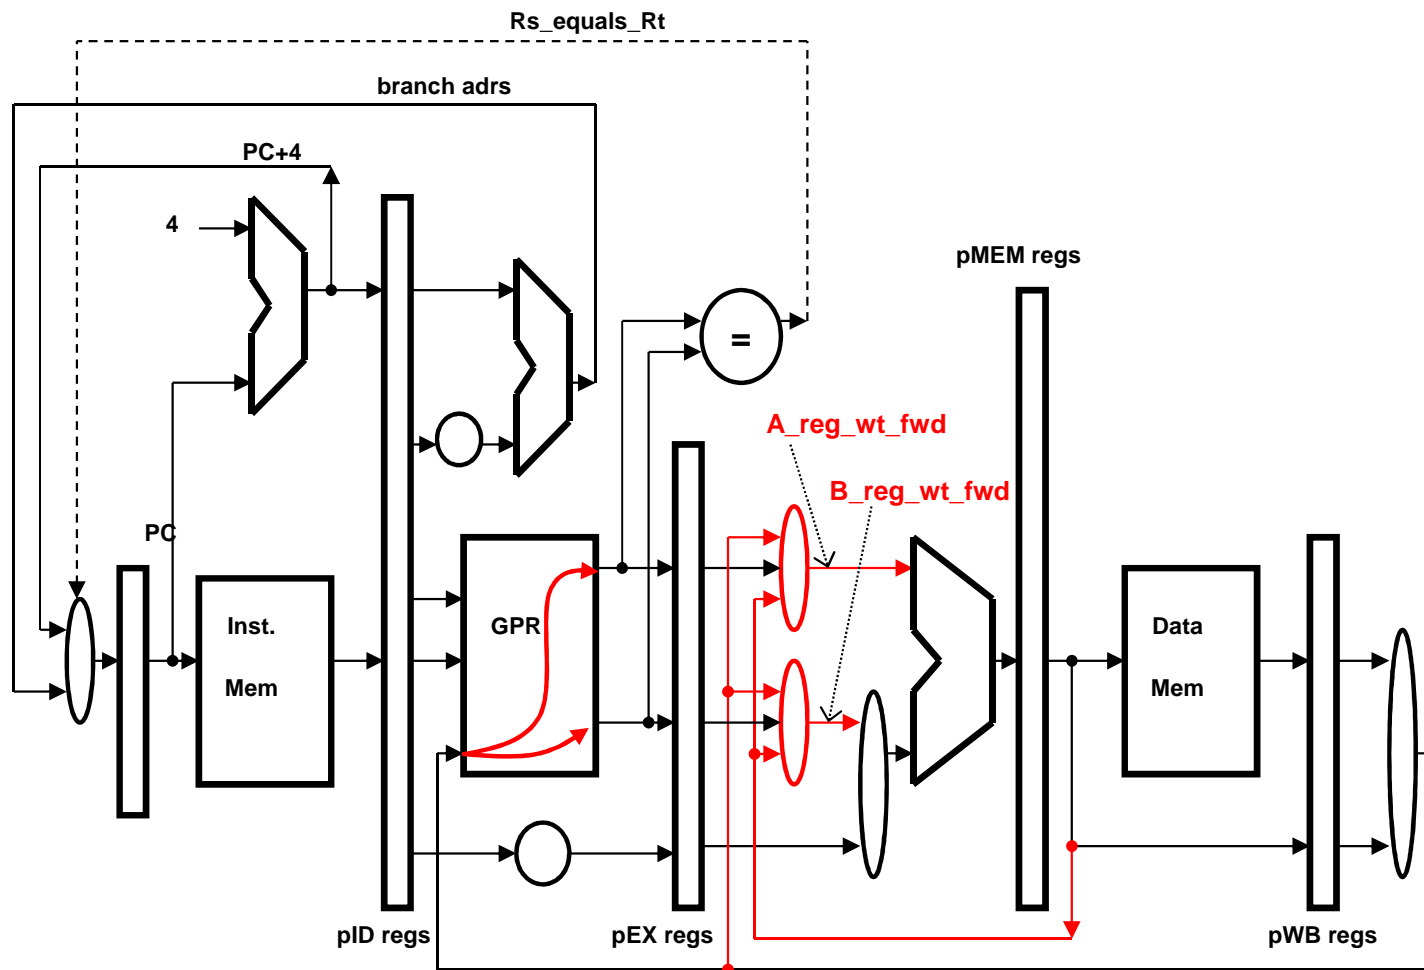 Rs_equals_Rt
branch adrs
PC+4
4
pMEM regs
=
A_reg_wt_fwd
B_reg_wt_fwd
PC
Inst.
Mem
GPR
Data
Mem
pID regs
pEX regs
pWB regs